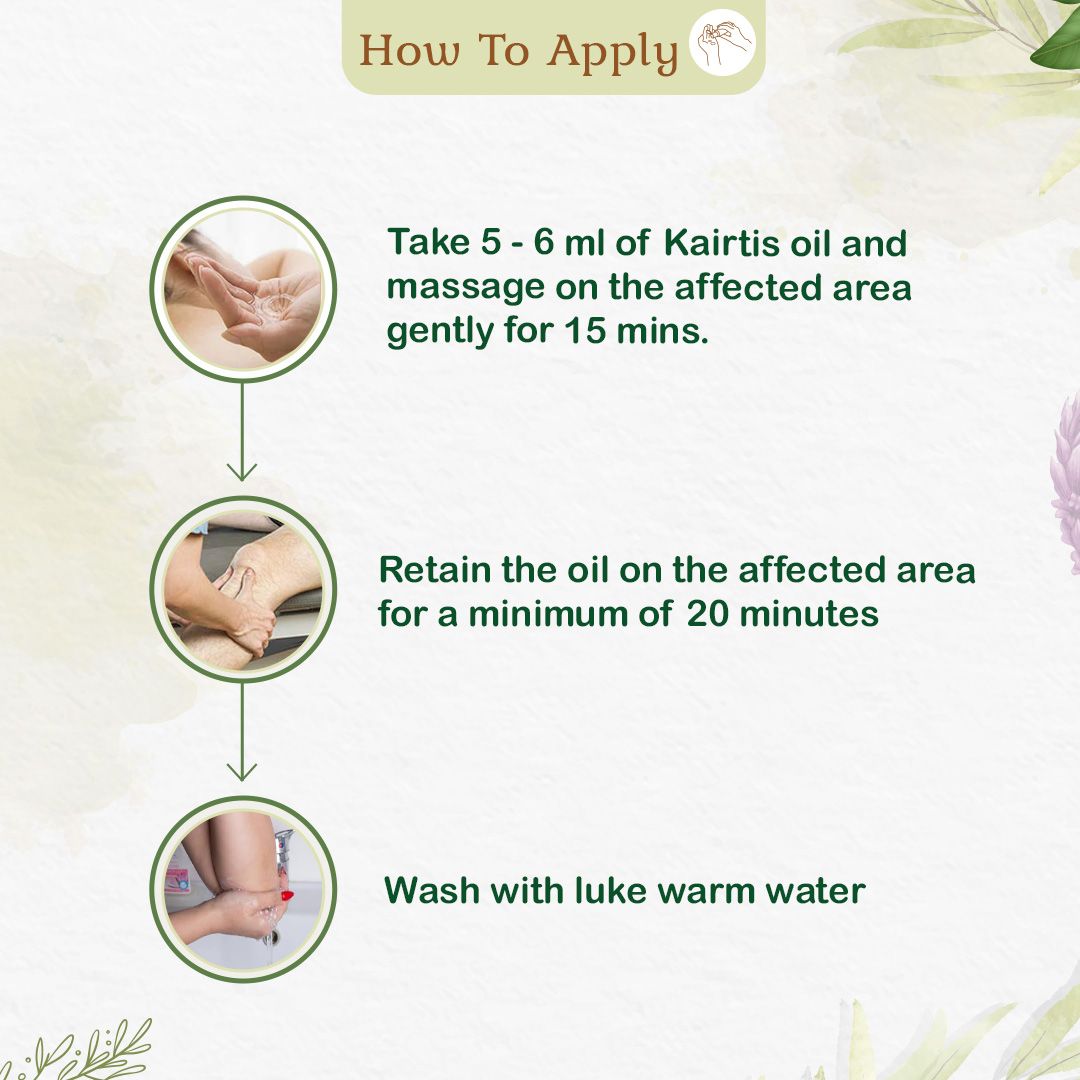 How To Apply
Take 5 - 6 ml of Kairtis oil and
massage on the affected area
gently for 15 mins.
Retain the oil on the affected area
for a minimum of 20 minutes
Wash with luke warm water